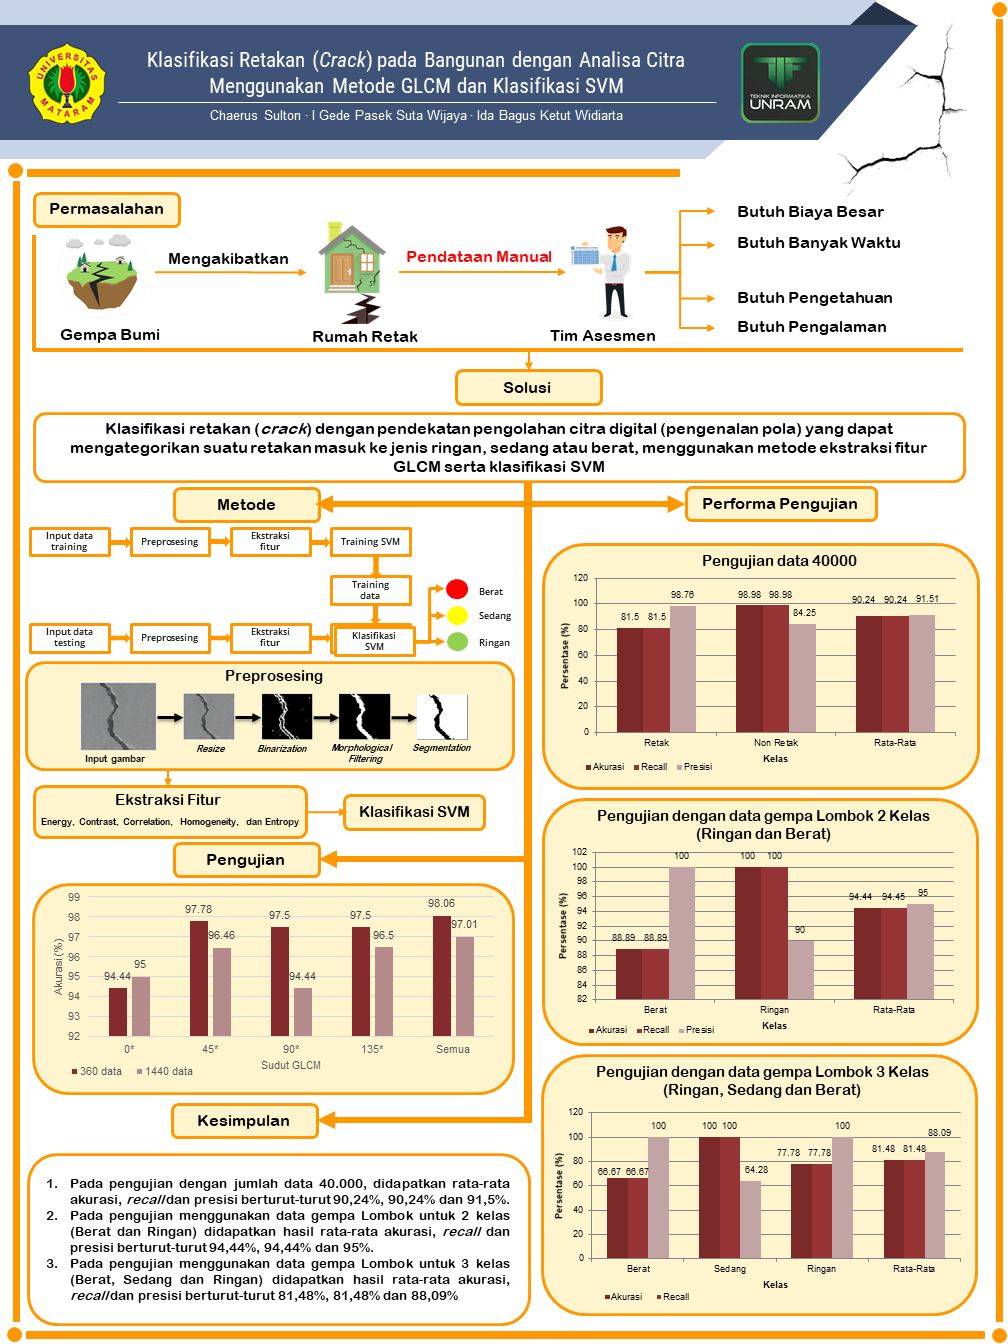 Klasifikasi Retakan (Crack) pada Bangunan dengan Analisa Citra
Menggunakan Metode GLCM dan Klasifikasi SVM
Chaerus Sulton · I Gede Pasek Suta Wijaya · Ida Bagus Ketut Widiarta
UNIVERSITAS
MATARAM
TIF
TEKNIK INFORMATIKA
UNRAM
Permasalahan
Mengakibatkan
Pendataan Manual
Gempa Bumi
Rumah Retak
Tim Asesmen
Butuh Biaya Besar
Butuh Banyak Waktu
Butuh Pengetahuan
Butuh Pengalaman
Solusi
Klasifikasi retakan (crack) dengan pendekatan pengolahan citra digital (pengenalan pola) yang dapat
mengategorikan suatu retakan masuk ke jenis ringan, sedang atau berat, menggunakan metode ekstraksi fitur
GLCM serta klasifikasi SVM
Metode
Input data
training
Preprosesing
Ekstraksi
fitur
Training SVM
Training
data
Input data
testing
Preprosesing
Ekstraksi
fitur
Klasifikasi
SVM
Berat
Sedang
Ringan
Preprosesing
Input gambar
Resize
Binarization
Morphological
Filtering
Segmentation
Ekstraksi Fitur
Energy, Contrast, Correlation, Homogeneity, dan Entropy
Klasifikasi SVM
Pengujian
99
98
97
96
95
94
93
92
Akurasi (%)
94.44
95
97.78
96.46
97.5
94.44
97.5
96.5
98.06
97.01
0*
45*
90*
135*
Semua
Sudut GLCM
360 data
1440 data
Kesimpulan
1. Pada pengujian dengan jumlah data 40.000, didapatkan rata-rata
akurasi, recall dan presisi berturut-turut 90,24%, 90,24% dan 91,5%.
2. Pada pengujian menggunakan data gempa Lombok untuk 2 kelas
(Berat dan Ringan) didapatkan hasil rata-rata akurasi, recall dan
presisi berturut-turut 94,44%, 94,44% dan 95%.
3. Pada pengujian menggunakan data gempa Lombok untuk 3 kelas
(Berat, Sedang dan Ringan) didapatkan hasil rata-rata akurasi,
recall dan presisi berturut-turut 81,48%, 81,48% dan 88,09%
Performa Pengujian
Pengujian data 40000
120
100
80
60
40
20
0
Persentase (%)
81.5
81.5
98.76
98.98
98.98
84.25
90.24
90.24
91.51
Retak
Non Retak
Rata-Rata
Kelas
Akurasi
Recall
Presisi
Pengujian dengan data gempa Lombok 2 Kelas
(Ringan dan Berat)
102
100
98
96
94
92
90
88
86
84
82
Persentase (%)
88.89
88.89
100
100
100
90
94.44
94.45
95
Berat
Ringan
Rata-Rata
Kelas
Akurasi
Recall
Presisi
Pengujian dengan data gempa Lombok 3 Kelas
(Ringan, Sedang dan Berat)
120
100
80
60
40
20
0
Persentase (%)
66.67
66.67
100
100
100
64.28
77.78
77.78
100
81.48
81.48
88.09
Berat
Sedang
Ringan
Rata-Rata
Kelas
Akurasi
Recall